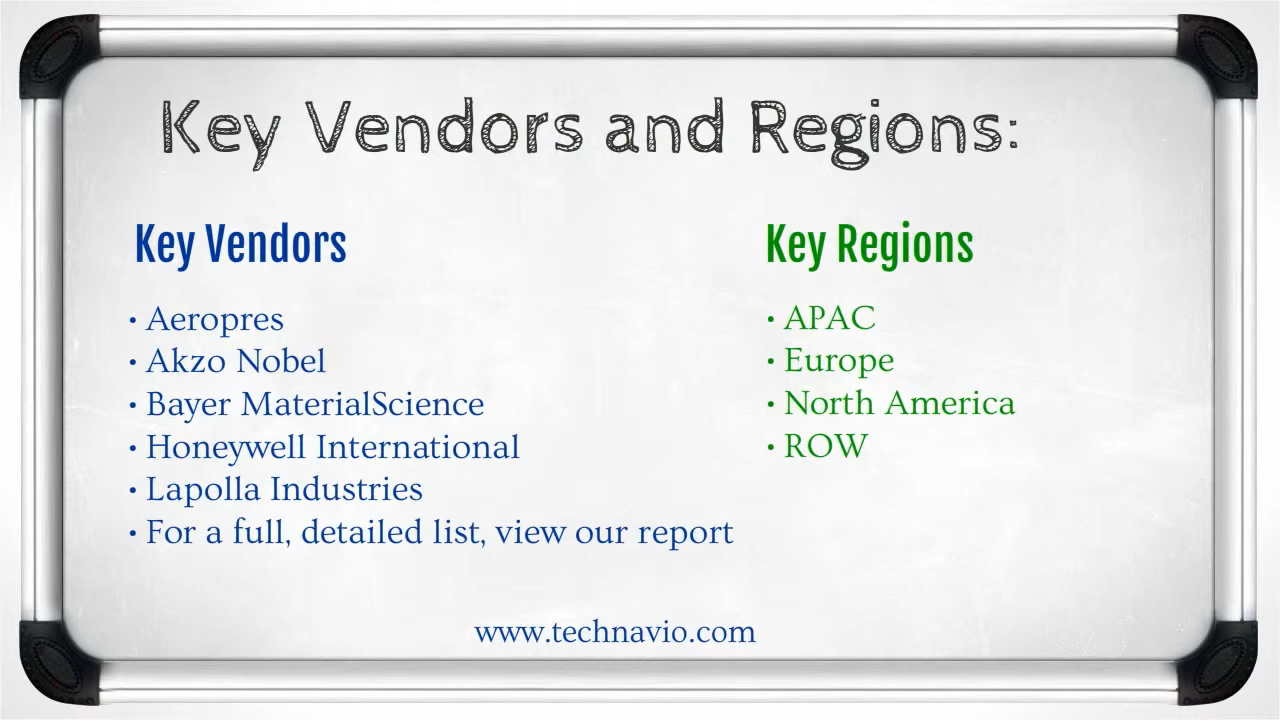 Key Vendors and Regions:
Key Vendors
• Aeropres
• Akzo Nobel
• Bayer MaterialScience
• Honeywell International
• Lapolla Industries
• For a full, detailed list, view our report
Key Regions
• APAC
• Europe
• North America
• ROW
www.technavio.com